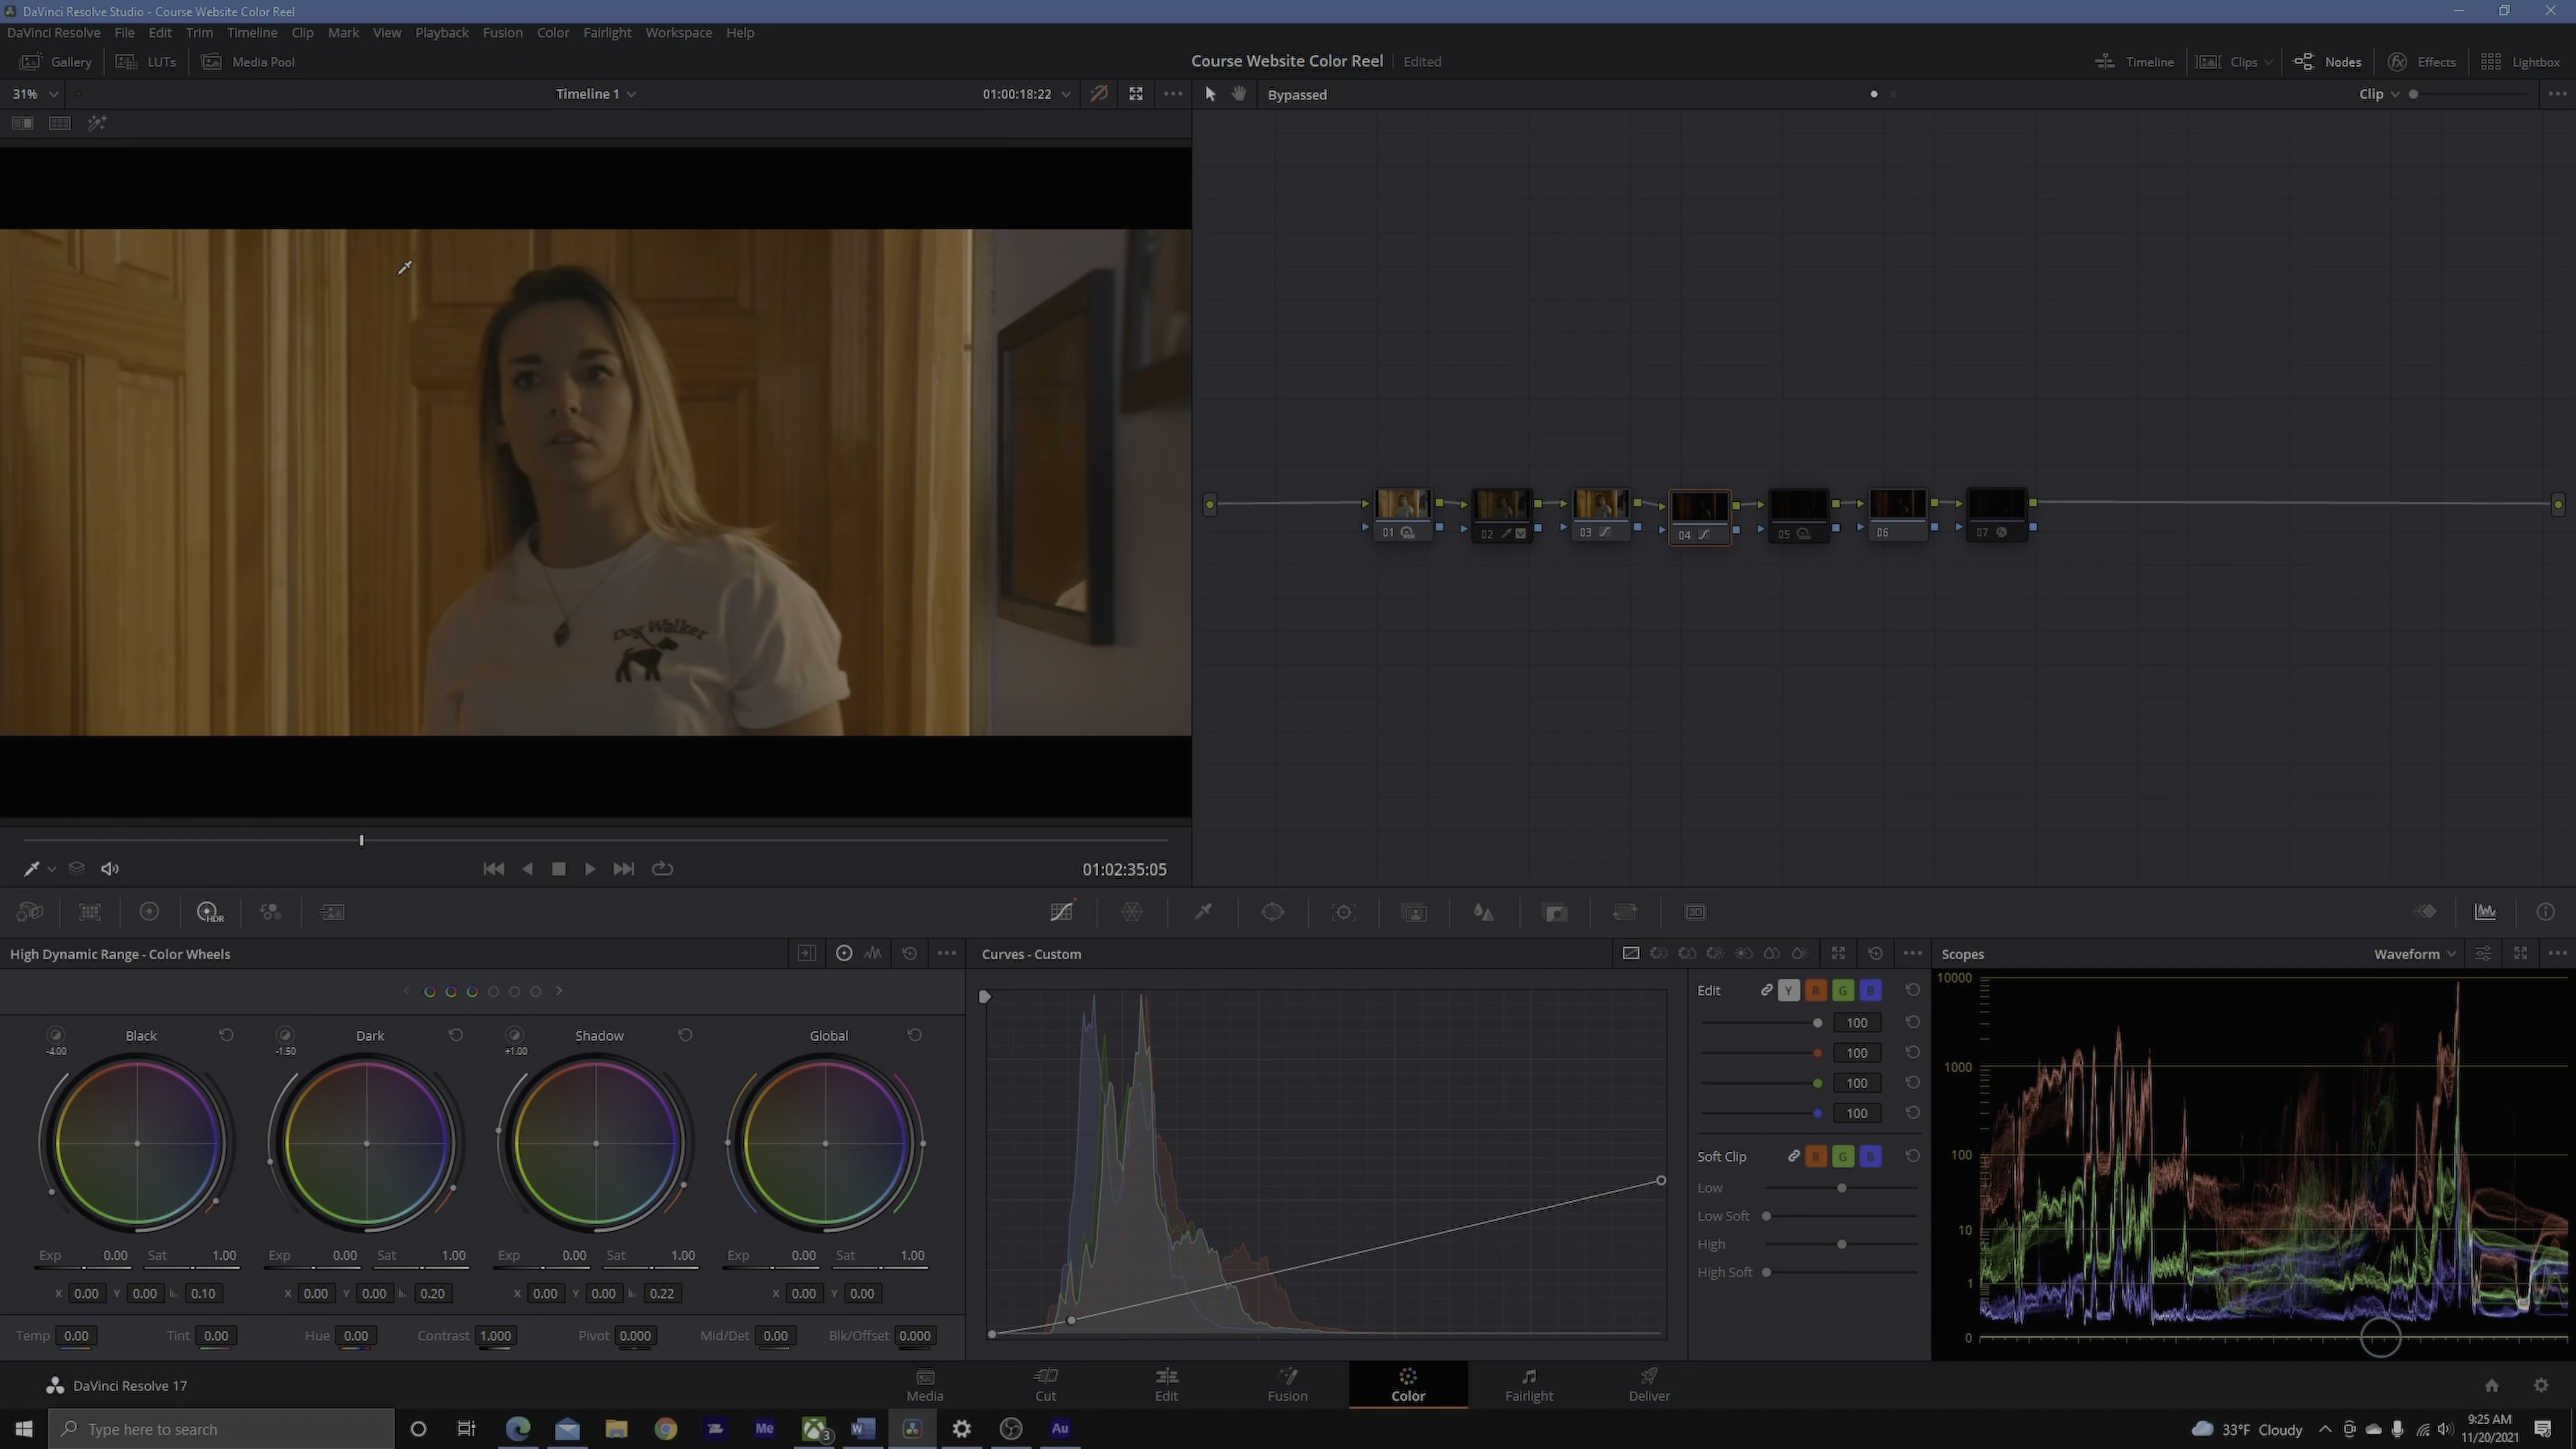 DaVinci Resolve Studio - Course Website Color Reel
DaVinci Resolve File Edit Trim Timeline Clip Mark View Playback Fusion Color Fairlight Workspace Help
Gallery LUTs Media Pool Course Website Color Reel Edited Timeline Clips Nodes Effects Lightbox
31% Timeline 1 01:00:18:22 Bypassed Clip
Dog Walker
01 02 03 04 05 06 07
01:02:35:05
HDR 3D
High Dynamic Range - Color Wheels Curves - Custom Scopes Waveform
Black Dark Shadow Global
-4.00 -1.50 +1.00
Exp 0.00 Sat 1.00 Exp 0.00 Sat 1.00 Exp 0.00 Sat 1.00 Exp 0.00 Sat 1.00
X 0.00 Y 0.00 0.10 X 0.00 Y 0.00 0.20 X 0.00 Y 0.00 0.22 X 0.00 Y 0.00
Temp 0.00 Tint 0.00 Hue 0.00 Contrast 1.000 Pivot 0.000 Mid/Det 0.00 Blk/Offset 0.000
Edit Y R G B
100
100
100
100
Soft Clip R G B
Low
Low Soft
High
High Soft
10000
1000
100
10
1
0
DaVinci Resolve 17 Media Cut Edit Fusion Color Fairlight Deliver
Type here to search Me 3 W Au 33°F Cloudy 9:25 AM
11/20/2021